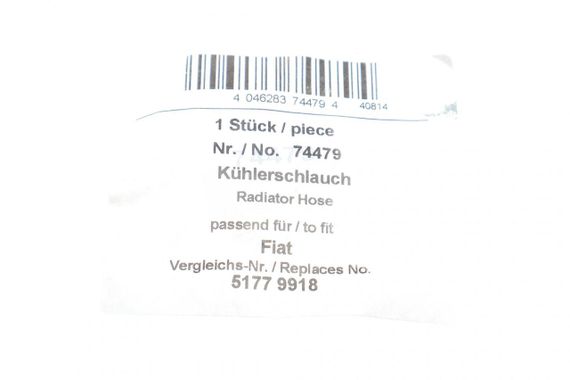 4 046283 74479 4 40814
1 Stück / piece
Nr. / No. 74479
Kühlerschlauch
Radiator Hose
passend für / to fit
Fiat
Vergleichs-Nr. / Replaces No.
5177 9918